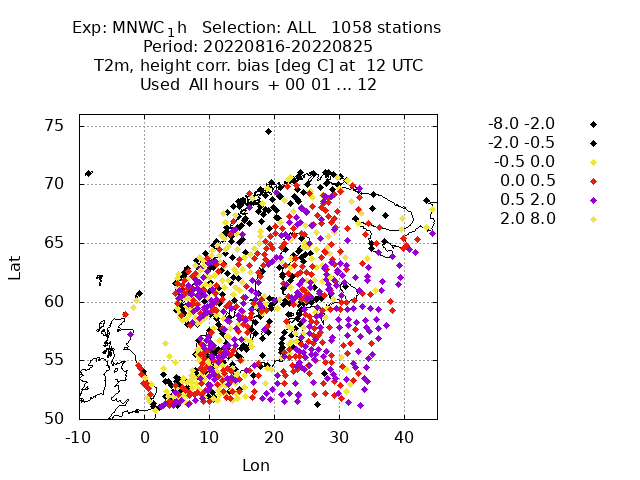 Exp: MNWC_1h Selection: ALL 1058 stations
Period: 20220816-20220825
T2m, height corr. bias [deg C] at 12 UTC
Used All hours + 00 01 ... 12
-8.0 -2.0
-2.0 -0.5
-0.5 0.0
0.0 0.5
0.5 2.0
2.0 8.0
75
70
65
60
55
50
Lat
-10 0 10 20 30 40
Lon